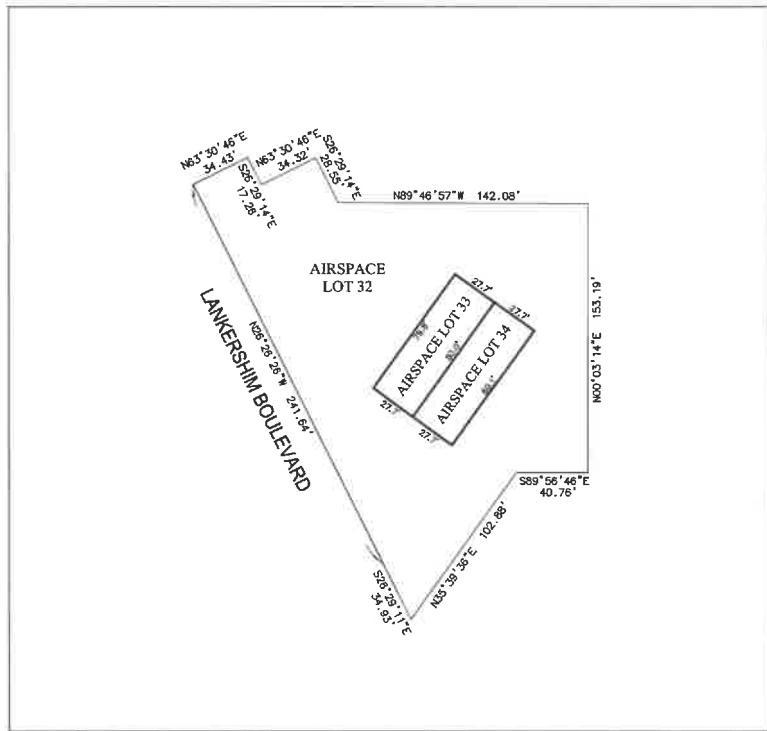 N63°30'46"E
34.43'
S26°29'14"E
17.28'
N63°30'46"E
34.32'
S26°29'14"E
28.55'
N89°46'57"W 142.08'
N00°03'14"E 153.19'
AIRSPACE
LOT 32
27.7'
27.7'
AIRSPACE LOT 33
AIRSPACE LOT 34
27.7'
27.7'
N26°26'26"W 241.64'
LANKERSHIM BOULEVARD
S89°56'46"E
40.76'
N35°39'36"E 102.88'
S26°29'11"E
34.93'